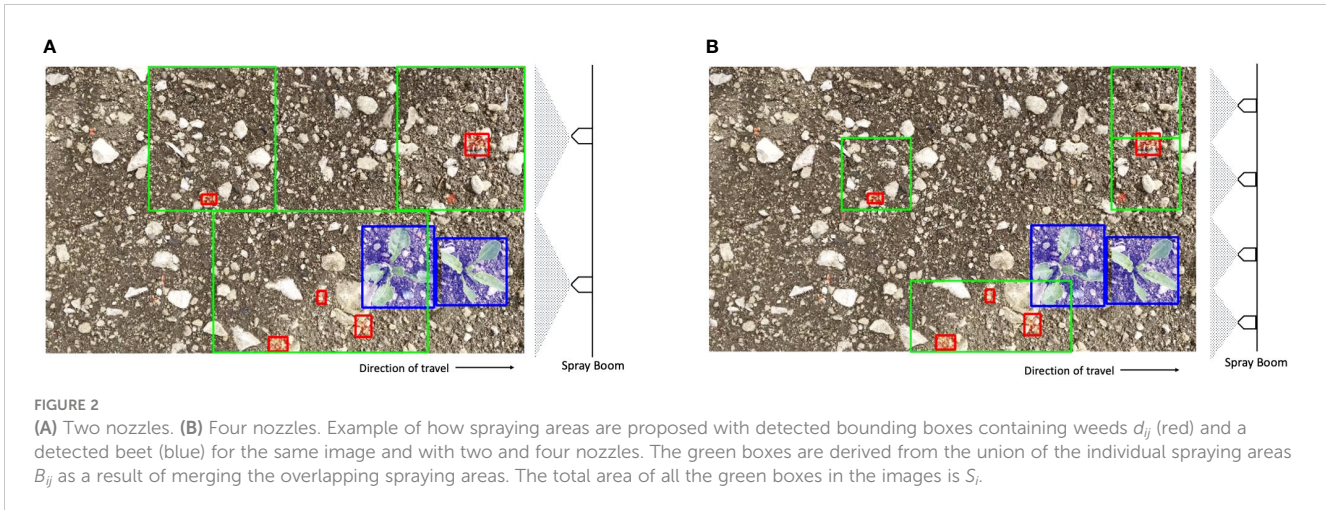 A
B
Direction of travel
Spray Boom
Direction of travel
Spray Boom
FIGURE 2
(A) Two nozzles. (B) Four nozzles. Example of how spraying areas are proposed with detected bounding boxes containing weeds dij (red) and a
detected beet (blue) for the same image and with two and four nozzles. The green boxes are derived from the union of the individual spraying areas
Bij as a result of merging the overlapping spraying areas. The total area of all the green boxes in the images is Si.